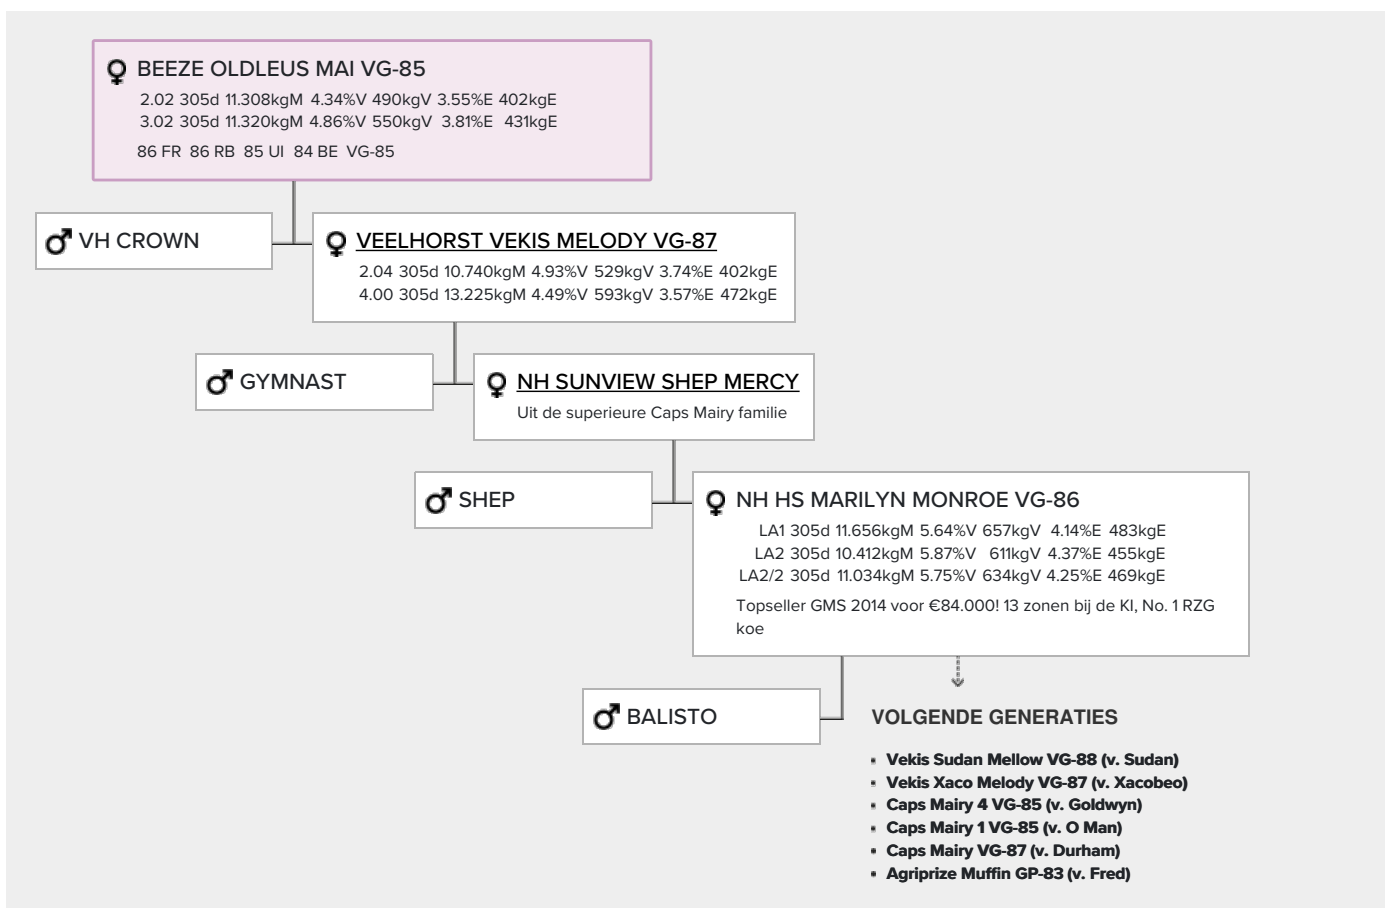 BEEZE OLDLEUS MAI VG-85
2.02 305d 11.308kgM 4.34%V 490kgV 3.55%E 402kgE
3.02 305d 11.320kgM 4.86%V 550kgV 3.81%E 431kgE
86 FR 86 RB 85 UI 84 BE VG-85
VH CROWN
VEELHORST VEKIS MELODY VG-87
2.04 305d 10.740kgM 4.93%V 529kgV 3.74%E 402kgE
4.00 305d 13.225kgM 4.49%V 593kgV 3.57%E 472kgE
GYMNAST
NH SUNVIEW SHEP MERCY
Uit de superieure Caps Mairy familie
SHEP
NH HS MARILYN MONROE VG-86
LA1 305d 11.656kgM 5.64%V 657kgV 4.14%E 483kgE
LA2 305d 10.412kgM 5.87%V 611kgV 4.37%E 455kgE
LA2/2 305d 11.034kgM 5.75%V 634kgV 4.25%E 469kgE
Topseller GMS 2014 voor €84.000! 13 zonen bij de KI, No. 1 RZG
koe
BALISTO
VOLGENDE GENERATIES
Vekis Sudan Mellow VG-88 (v. Sudan)
Vekis Xaco Melody VG-87 (v. Xacobeo)
Caps Mairy 4 VG-85 (v. Goldwyn)
Caps Mairy 1 VG-85 (v. O Man)
Caps Mairy VG-87 (v. Durham)
Agriprize Muffin GP-83 (v. Fred)